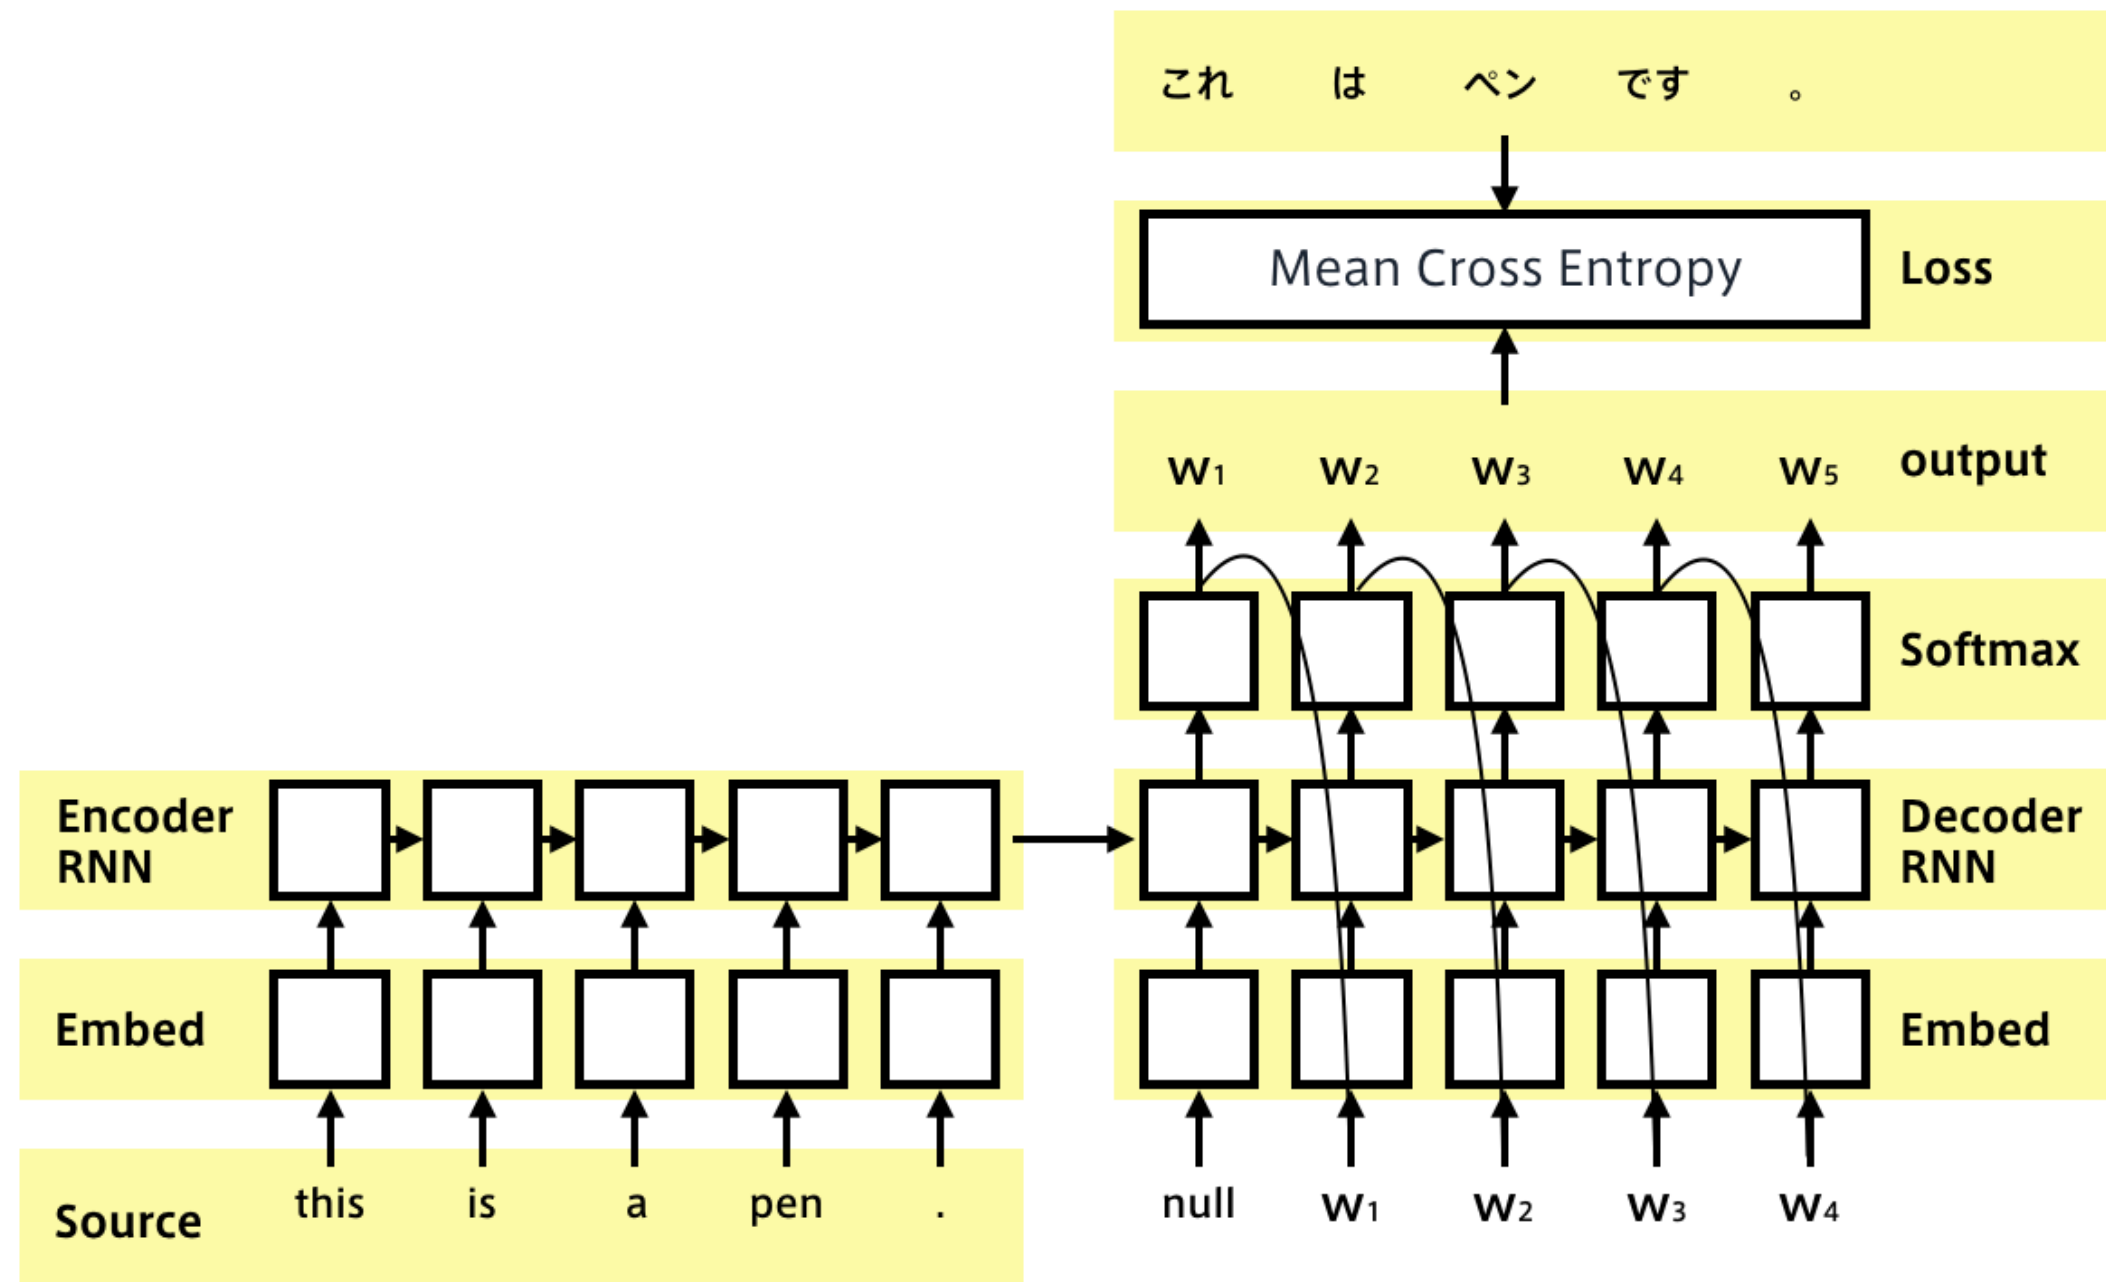 これ は ペン です 。
Mean Cross Entropy Loss
w1 w2 w3 w4 w5 output
Softmax
Encoder RNN
Decoder RNN
Embed
Embed
Source this is a pen .
null w1 w2 w3 w4